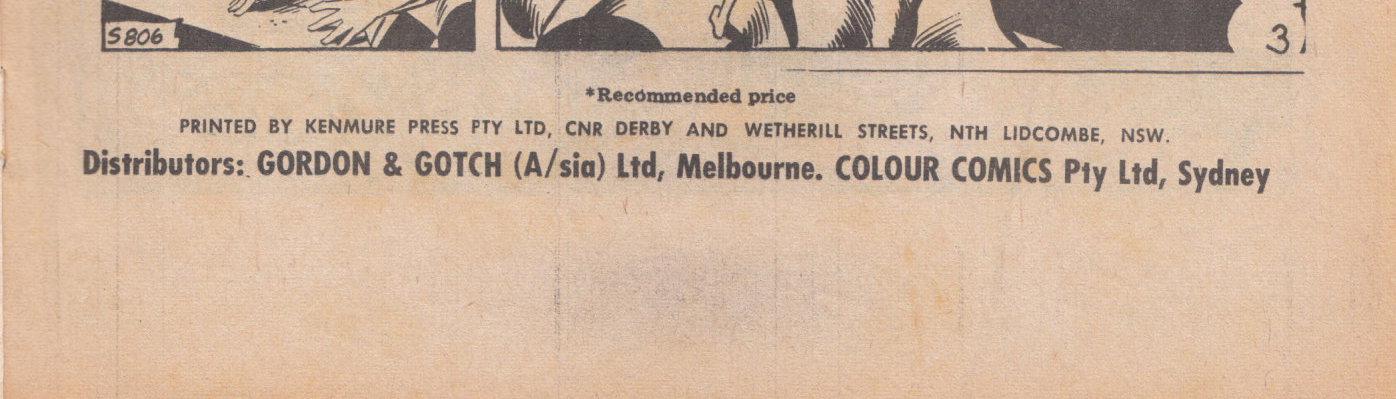 S806
3
*Recommended price
PRINTED BY KENMURE PRESS PTY LTD, CNR DERBY AND WETHERILL STREETS, NTH LIDCOMBE, NSW.
Distributors: GORDON & GOTCH (A/sia) Ltd, Melbourne. COLOUR COMICS Pty Ltd, Sydney